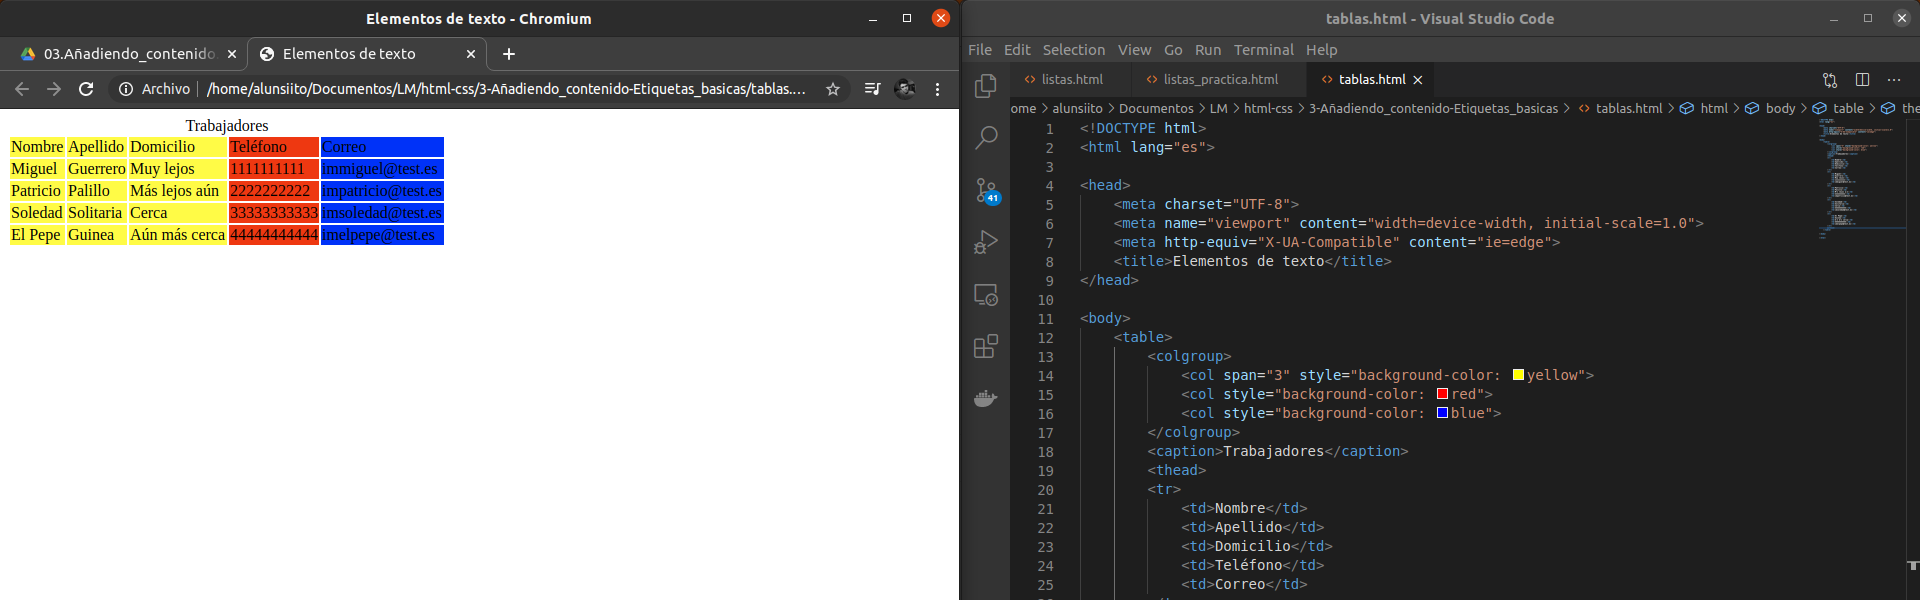 Elementos de texto - Chromium
03.Añadiendo_contenido
Elementos de texto
Archivo
/home/alunsiito/Documentos/LM/html-css/3-Añadiendo_contenido-Etiquetas_basicas/tablas....
Trabajadores
Nombre Apellido Domicilio Teléfono Correo
Miguel Guerrero Muy lejos 1111111111 immiguel@test.es
Patricio Palillo Más lejos aún 2222222222 impatricio@test.es
Soledad Solitaria Cerca 33333333333 imsoledad@test.es
El Pepe Guinea Aún más cerca 44444444444 imelpepe@test.es
tablas.html - Visual Studio Code
File Edit Selection View Go Run Terminal Help
listas.html listas_practica.html tablas.html
ome > alunsiito > Documentos > LM > html-css > 3-Añadiendo_contenido-Etiquetas_basicas > tablas.html > html > body > table > the
41
1 <!DOCTYPE html>
2 <html lang="es">
3
4 <head>
5 <meta charset="UTF-8">
6 <meta name="viewport" content="width=device-width, initial-scale=1.0">
7 <meta http-equiv="X-UA-Compatible" content="ie=edge">
8 <title>Elementos de texto</title>
9 </head>
10
11 <body>
12 <table>
13 <colgroup>
14 <col span="3" style="background-color: yellow">
15 <col style="background-color: red">
16 <col style="background-color: blue">
17 </colgroup>
18 <caption>Trabajadores</caption>
19 <thead>
20 <tr>
21 <td>Nombre</td>
22 <td>Apellido</td>
23 <td>Domicilio</td>
24 <td>Teléfono</td>
25 <td>Correo</td>